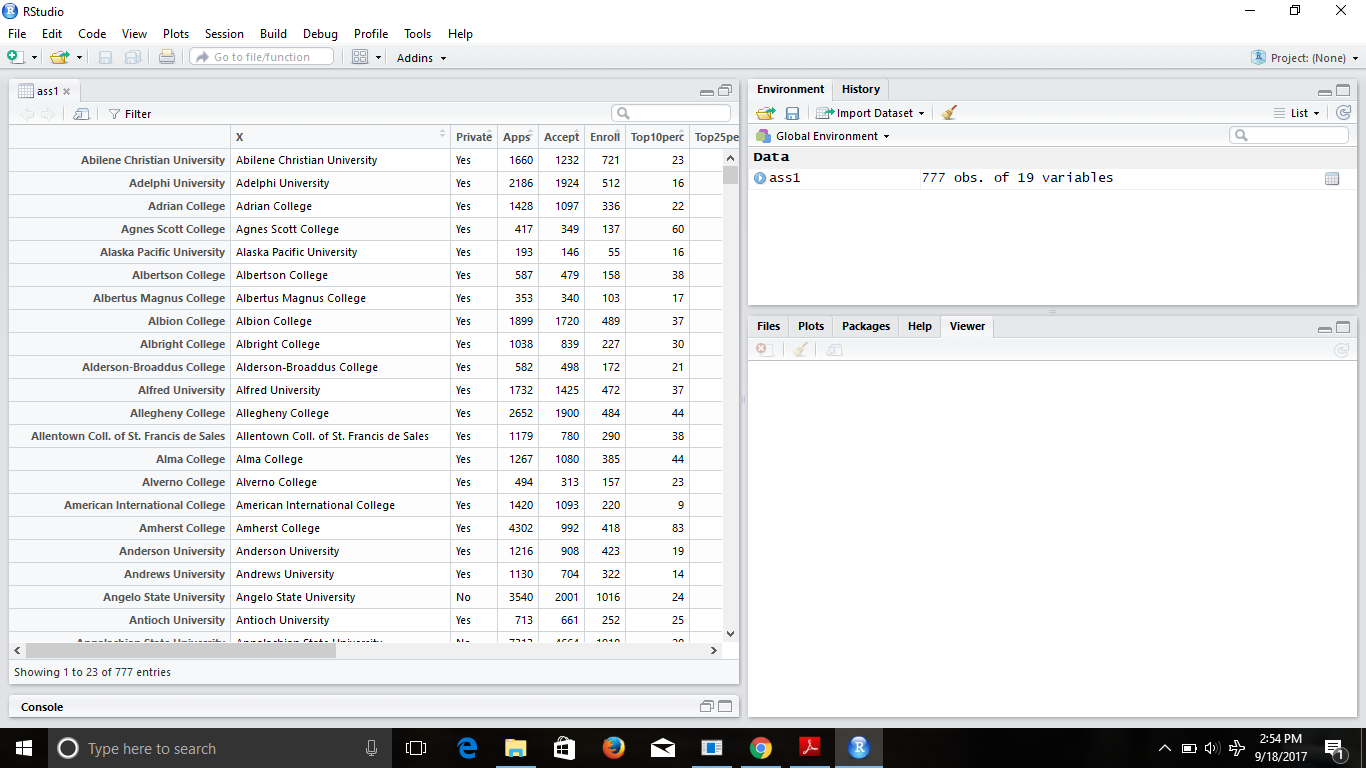 RStudio
File Edit Code View Plots Session Build Debug Profile Tools Help
Go to file/function Addins Project: (None)
ass1
Filter
X Private Apps Accept Enroll Top10perc Top25pe
Abilene Christian University Abilene Christian University Yes 1660 1232 721 23
Adelphi University Adelphi University Yes 2186 1924 512 16
Adrian College Adrian College Yes 1428 1097 336 22
Agnes Scott College Agnes Scott College Yes 417 349 137 60
Alaska Pacific University Alaska Pacific University Yes 193 146 55 16
Albertson College Albertson College Yes 587 479 158 38
Albertus Magnus College Albertus Magnus College Yes 353 340 103 17
Albion College Albion College Yes 1899 1720 489 37
Albright College Albright College Yes 1038 839 227 30
Alderson-Broaddus College Alderson-Broaddus College Yes 582 498 172 21
Alfred University Alfred University Yes 1732 1425 472 37
Allegheny College Allegheny College Yes 2652 1900 484 44
Allentown Coll. of St. Francis de Sales Allentown Coll. of St. Francis de Sales Yes 1179 780 290 38
Alma College Alma College Yes 1267 1080 385 44
Alverno College Alverno College Yes 494 313 157 23
American International College American International College Yes 1420 1093 220 9
Amherst College Amherst College Yes 4302 992 418 83
Anderson University Anderson University Yes 1216 908 423 19
Andrews University Andrews University Yes 1130 704 322 14
Angelo State University Angelo State University No 3540 2001 1016 24
Antioch University Antioch University Yes 713 661 252 25
Showing 1 to 23 of 777 entries
Console
Environment History
Import Dataset List
Global Environment
Data
ass1 777 obs. of 19 variables
Files Plots Packages Help Viewer
Type here to search
2:54 PM
9/18/2017
1